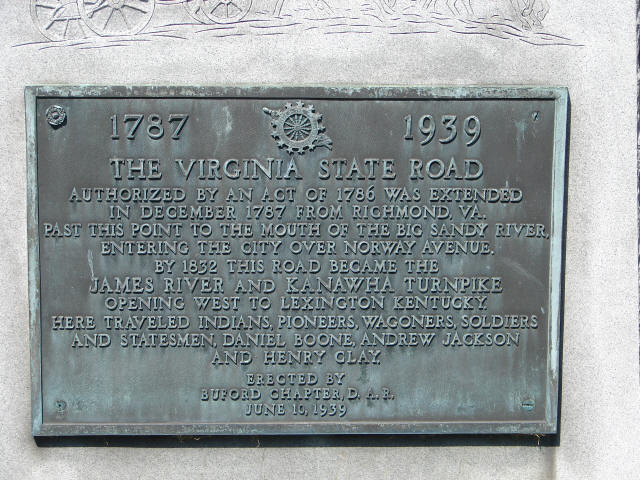 1787 1939
THE VIRGINIA STATE ROAD
AUTHORIZED BY AN ACT OF 1786 WAS EXTENDED
IN DECEMBER 1787 FROM RICHMOND, VA.
PAST THIS POINT TO THE MOUTH OF THE BIG SANDY RIVER,
ENTERING THE CITY OVER NORWAY AVENUE.
BY 1832 THIS ROAD BECAME THE
JAMES RIVER AND KANAWHA TURNPIKE
OPENING WEST TO LEXINGTON KENTUCKY
HERE TRAVELED INDIANS, PIONEERS, WAGONERS, SOLDIERS
AND STATESMEN, DANIEL BOONE, ANDREW JACKSON
AND HENRY CLAY.
ERECTED BY
BUFORD CHAPTER, D. A. R.
JUNE 10, 1939